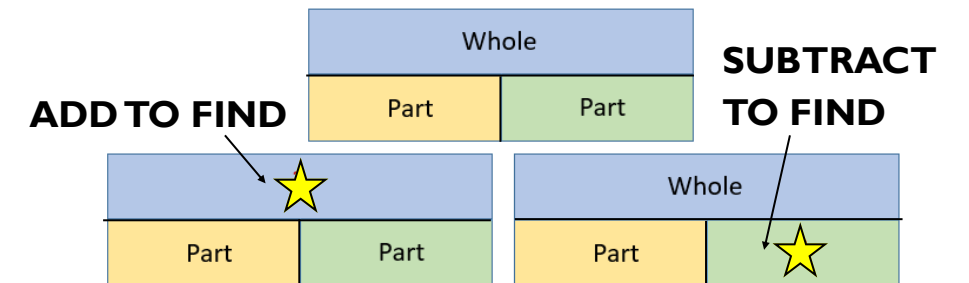 Whole
Part Part
ADD TO FIND
SUBTRACT
TO FIND
Part Part
Whole
Part